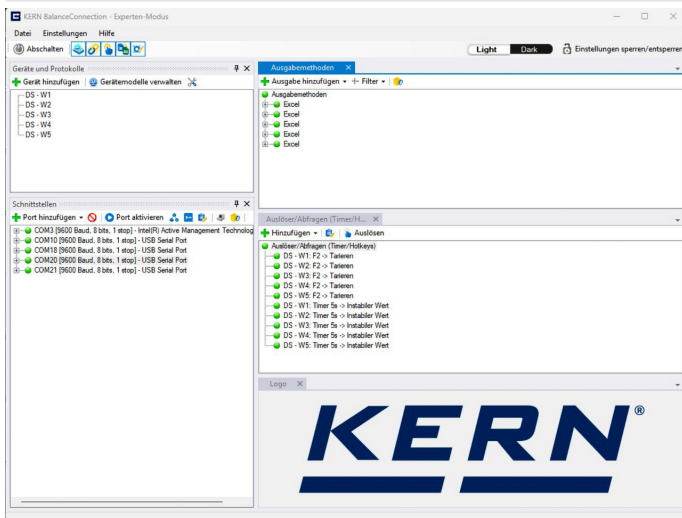 KERN BalanceConnection - Experten-Modus
Datei Einstellungen Hilfe
Abschalten Light Dark Einstellungen sperren/entsperren
Geräte und Protokolle
Gerät hinzufügen Gerätemodelle verwalten
DS - W1
DS - W2
DS - W3
DS - W4
DS - W5
Ausgabemethoden
Ausgabe hinzufügen Filter
Ausgabemethoden
Excel
Excel
Excel
Excel
Excel
Schnittstellen
Port hinzufügen Port aktivieren
COM3 [9600 Baud, 8 bits, 1 stop] - Intel(R) Active Management Technolog
COM10 [9600 Baud, 8 bits, 1 stop] - USB Serial Port
COM18 [9600 Baud, 8 bits, 1 stop] - USB Serial Port
COM20 [9600 Baud, 8 bits, 1 stop] - USB Serial Port
COM21 [9600 Baud, 8 bits, 1 stop] - USB Serial Port
Auslöser/Abfragen (Timer/H...
Hinzufügen Auslösen
Auslöser/Abfragen (Timer/Hotkeys)
DS - W1: F2 -> Tarieren
DS - W2: F2 -> Tarieren
DS - W3: F2 -> Tarieren
DS - W4: F2 -> Tarieren
DS - W5: F2 -> Tarieren
DS - W1: Timer 5s -> Instabiler Wert
DS - W2: Timer 5s -> Instabiler Wert
DS - W3: Timer 5s -> Instabiler Wert
DS - W4: Timer 5s -> Instabiler Wert
DS - W5: Timer 5s -> Instabiler Wert
Logo
KERN®